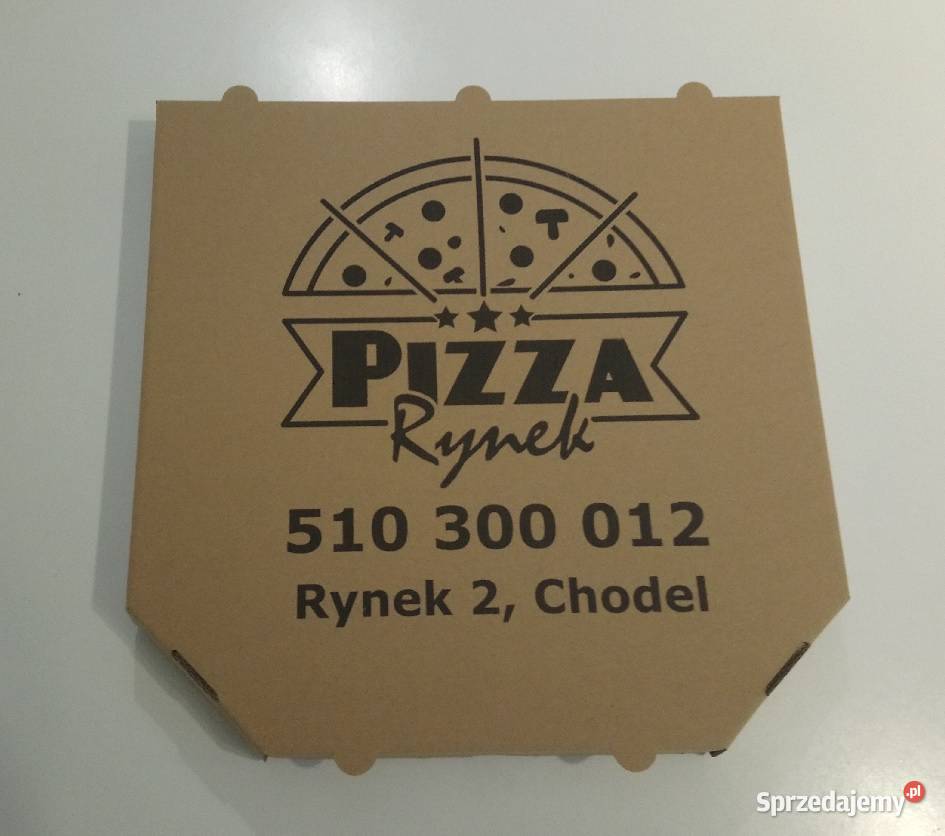 PIZZA
Rynek
510 300 012
Rynek 2, Chodel
Sprzedajemy.pl